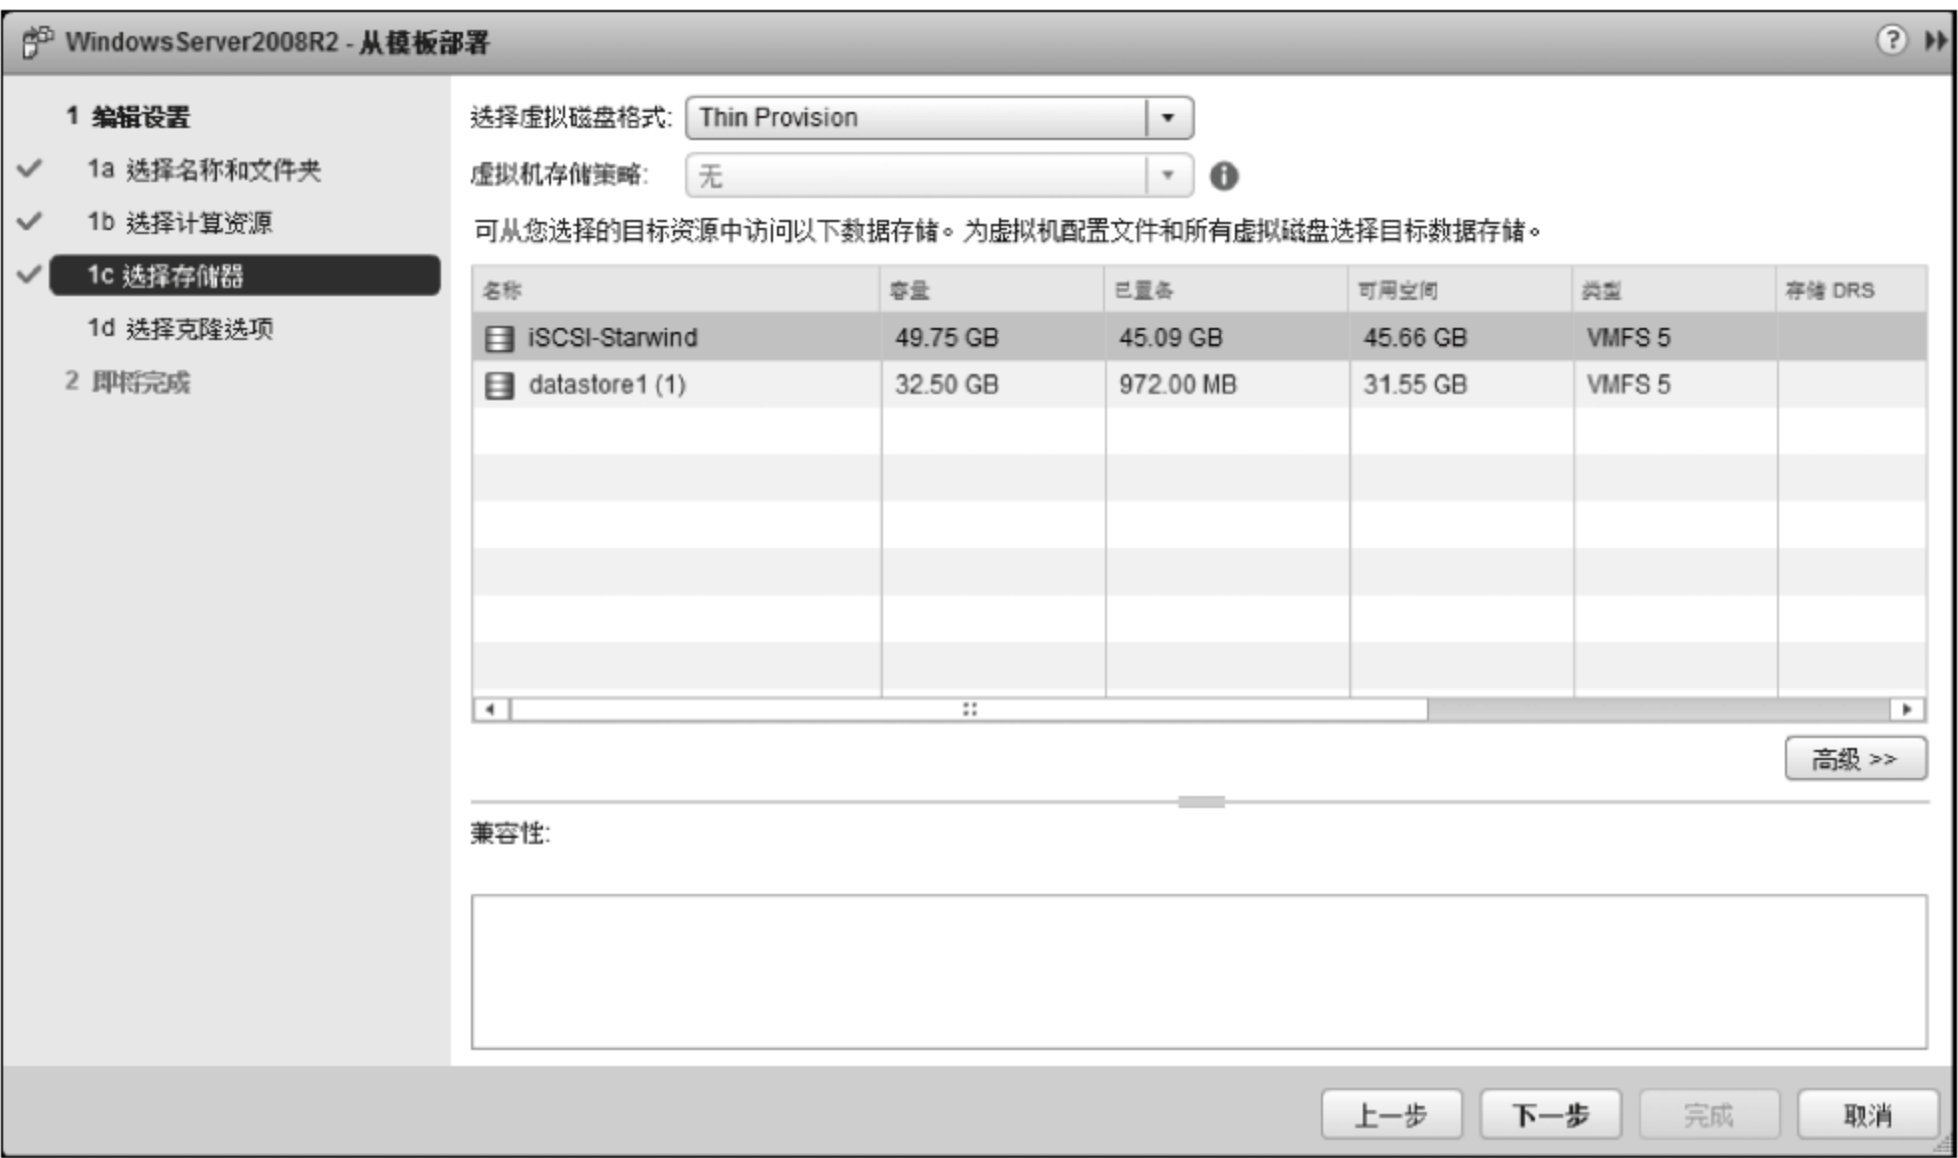 WindowsServer2008R2 - 从模板部署
1 编辑设置
1a 选择名称和文件夹
1b 选择计算资源
1c 选择存储器
1d 选择克隆选项
2 即将完成
选择虚拟磁盘格式: Thin Provision
虚拟机存储策略: 无
可从您选择的目标资源中访问以下数据存储。为虚拟机配置文件和所有虚拟磁盘选择目标数据存储。
名称 容量 已置备 可用空间 类型 存储 DRS
iSCSI-Starwind 49.75 GB 45.09 GB 45.66 GB VMFS 5
datastore1 (1) 32.50 GB 972.00 MB 31.55 GB VMFS 5
高级 >>
兼容性:
上一步 下一步 完成 取消